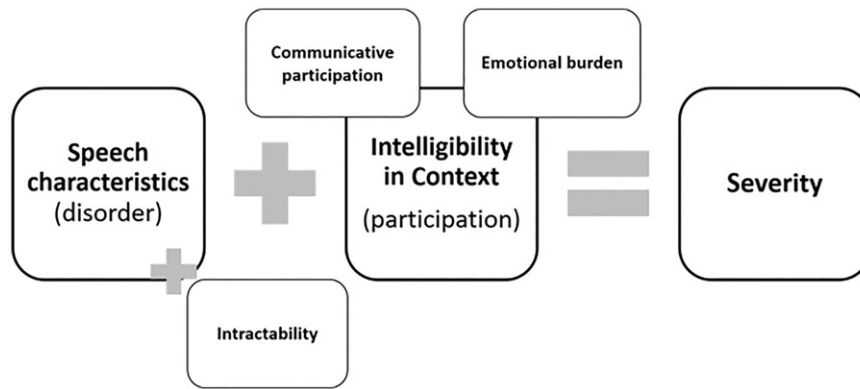 Communicative
participation
Emotional burden
Speech
characteristics
(disorder)
Intelligibility
in Context
(participation)
Severity
Intractability